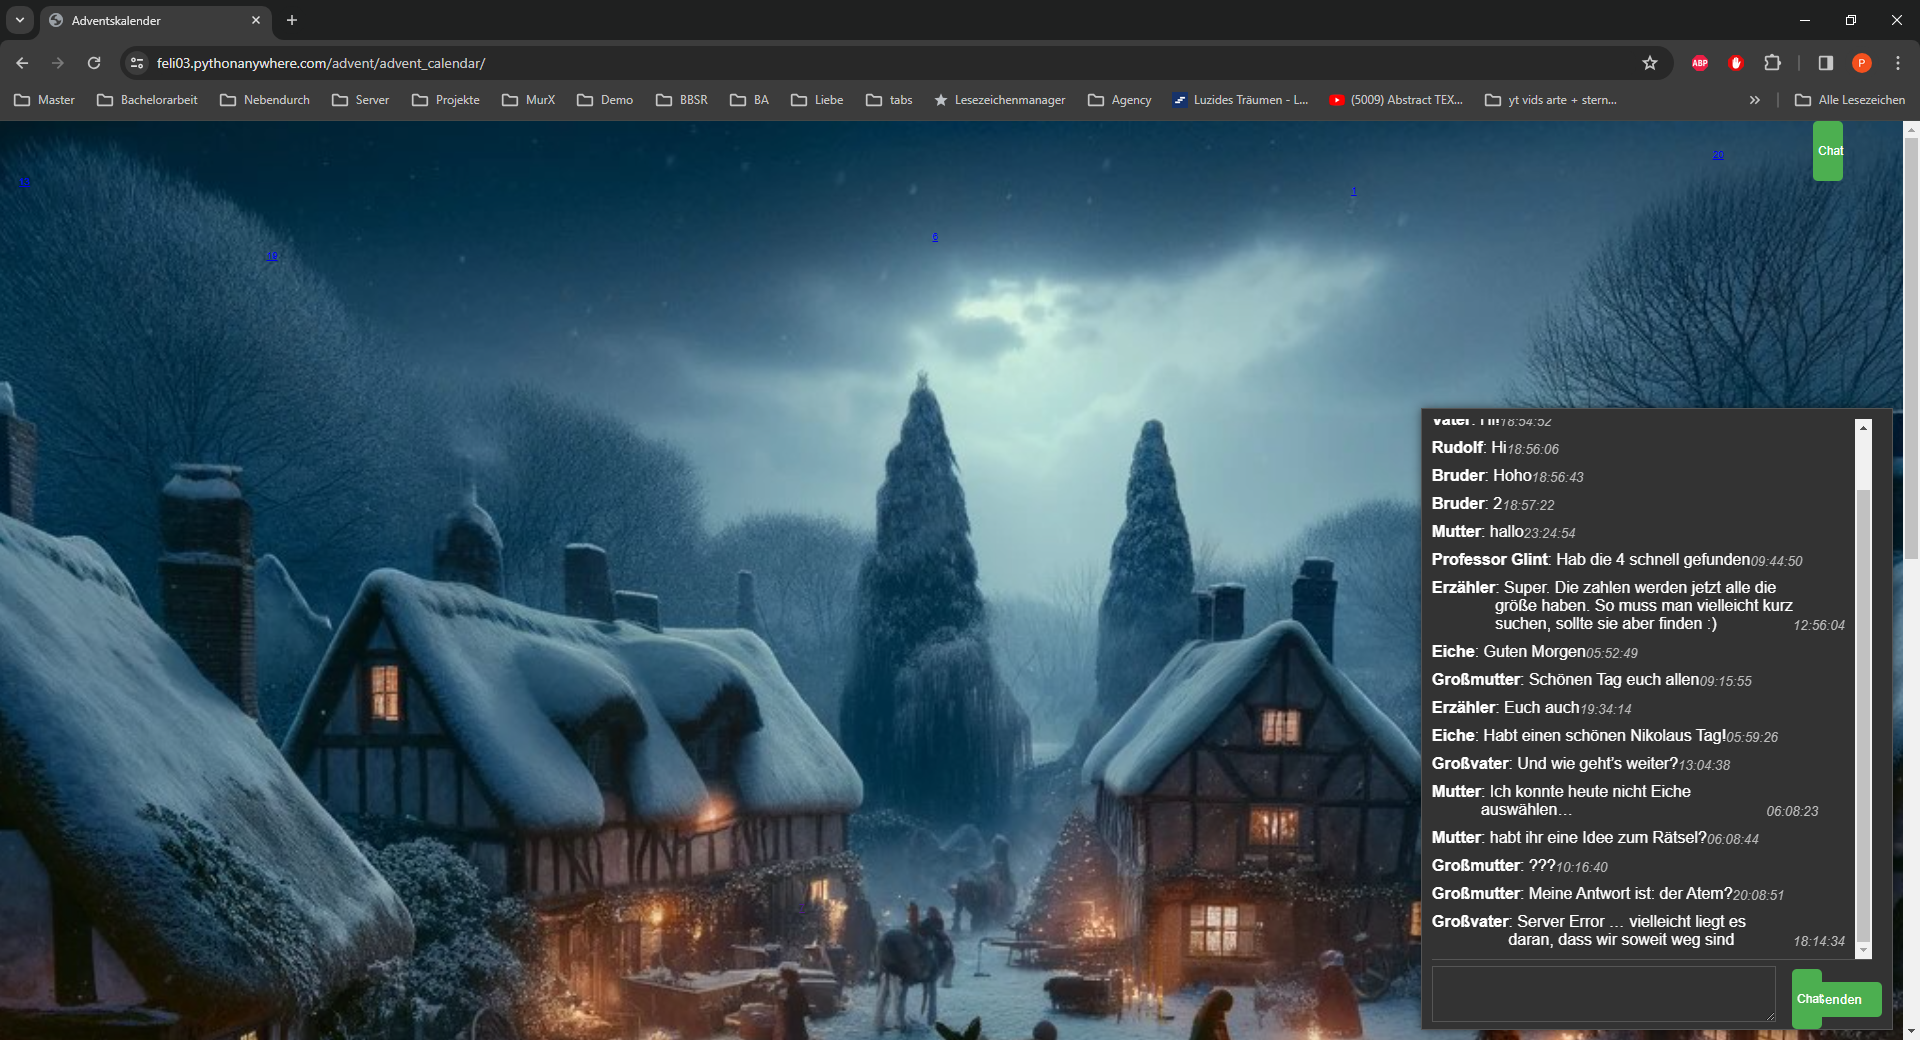 Adventskalender
feli03.pythonanywhere.com/advent/advent_calendar/
ABP
P
Master
Bachelorarbeit
Nebendurch
Server
Projekte
MurX
Demo
BBSR
BA
Liebe
tabs
Lesezeichenmanager
Agency
Luzides Träumen - L...
(5009) Abstract TEX...
yt vids arte + stern...
Alle Lesezeichen
Chat
20
1
6
19
Vater: Hi!18:54:52
Rudolf: Hi18:56:06
Bruder: Hoho18:56:43
Bruder: 218:57:22
Mutter: hallo23:24:54
Professor Glint: Hab die 4 schnell gefunden09:44:50
Erzähler: Super. Die zahlen werden jetzt alle die
größe haben. So muss man vielleicht kurz
suchen, sollte sie aber finden :) 12:56:04
Eiche: Guten Morgen05:52:49
Großmutter: Schönen Tag euch allen09:15:55
Erzähler: Euch auch19:34:14
Eiche: Habt einen schönen Nikolaus Tag!05:59:26
Großvater: Und wie geht's weiter?13:04:38
Mutter: Ich konnte heute nicht Eiche
auswählen… 06:08:23
Mutter: habt ihr eine Idee zum Rätsel?06:08:44
Großmutter: ???10:16:40
Großmutter: Meine Antwort ist: der Atem?20:08:51
Großvater: Server Error … vielleicht liegt es
daran, dass wir soweit weg sind 18:14:34
Chat
enden